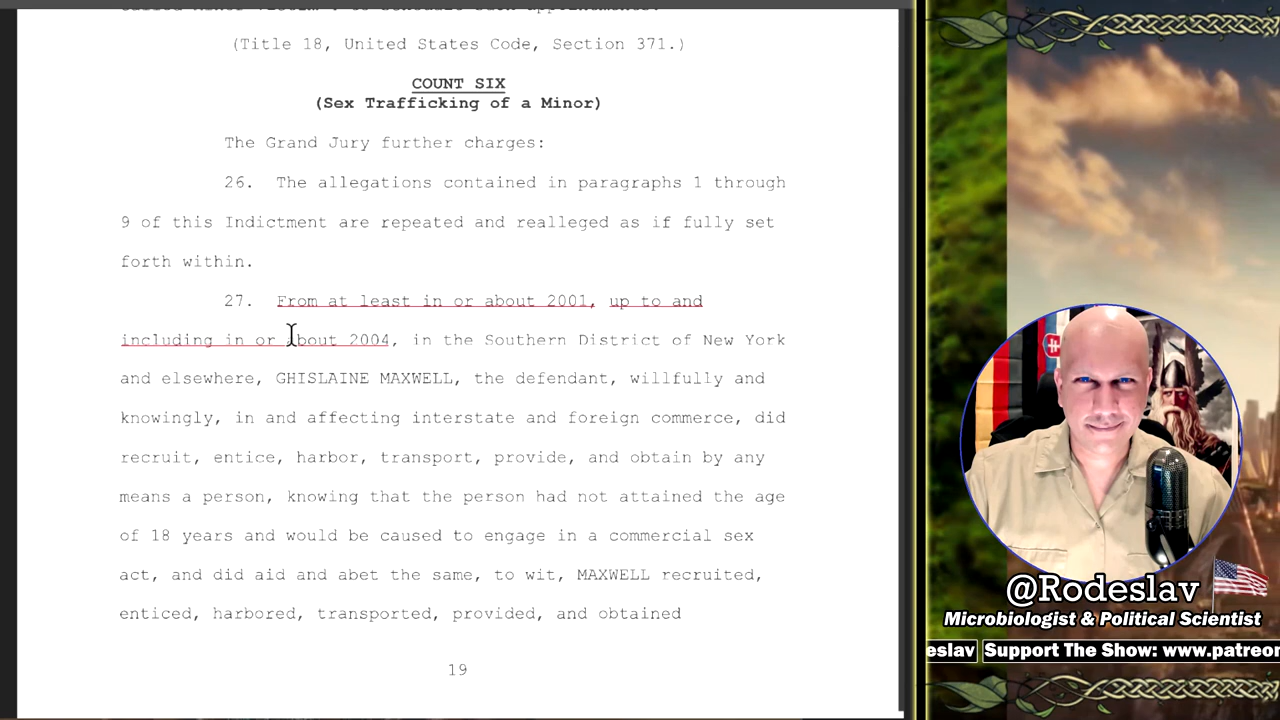 (Title 18, United States Code, Section 371.)
COUNT SIX
(Sex Trafficking of a Minor)
The Grand Jury further charges:
26. The allegations contained in paragraphs 1 through
9 of this Indictment are repeated and realleged as if fully set
forth within.
27. From at least in or about 2001, up to and
including in or about 2004, in the Southern District of New York
and elsewhere, GHISLAINE MAXWELL, the defendant, willfully and
knowingly, in and affecting interstate and foreign commerce, did
recruit, entice, harbor, transport, provide, and obtain by any
means a person, knowing that the person had not attained the age
of 18 years and would be caused to engage in a commercial sex
act, and did aid and abet the same, to wit, MAXWELL recruited,
enticed, harbored, transported, provided, and obtained
19
@Rodeslav
Microbiologist & Political Scientist
eslav Support The Show: www.patreon